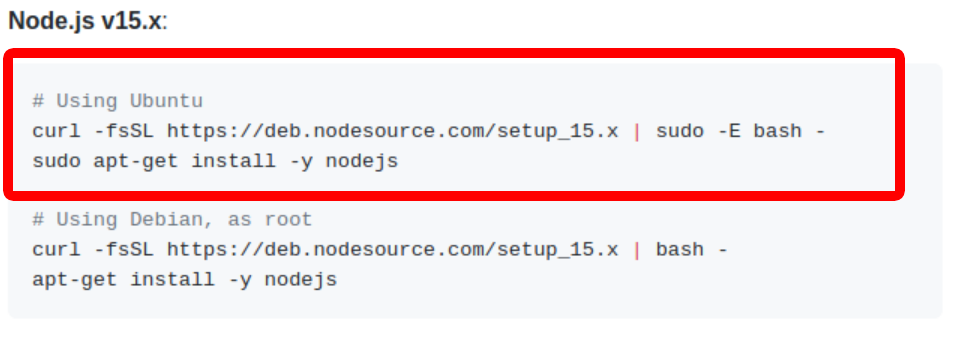 Node.js v15.x:
# Using Ubuntu
curl -fsSL https://deb.nodesource.com/setup_15.x | sudo -E bash -
sudo apt-get install -y nodejs
# Using Debian, as root
curl -fsSL https://deb.nodesource.com/setup_15.x | bash -
apt-get install -y nodejs